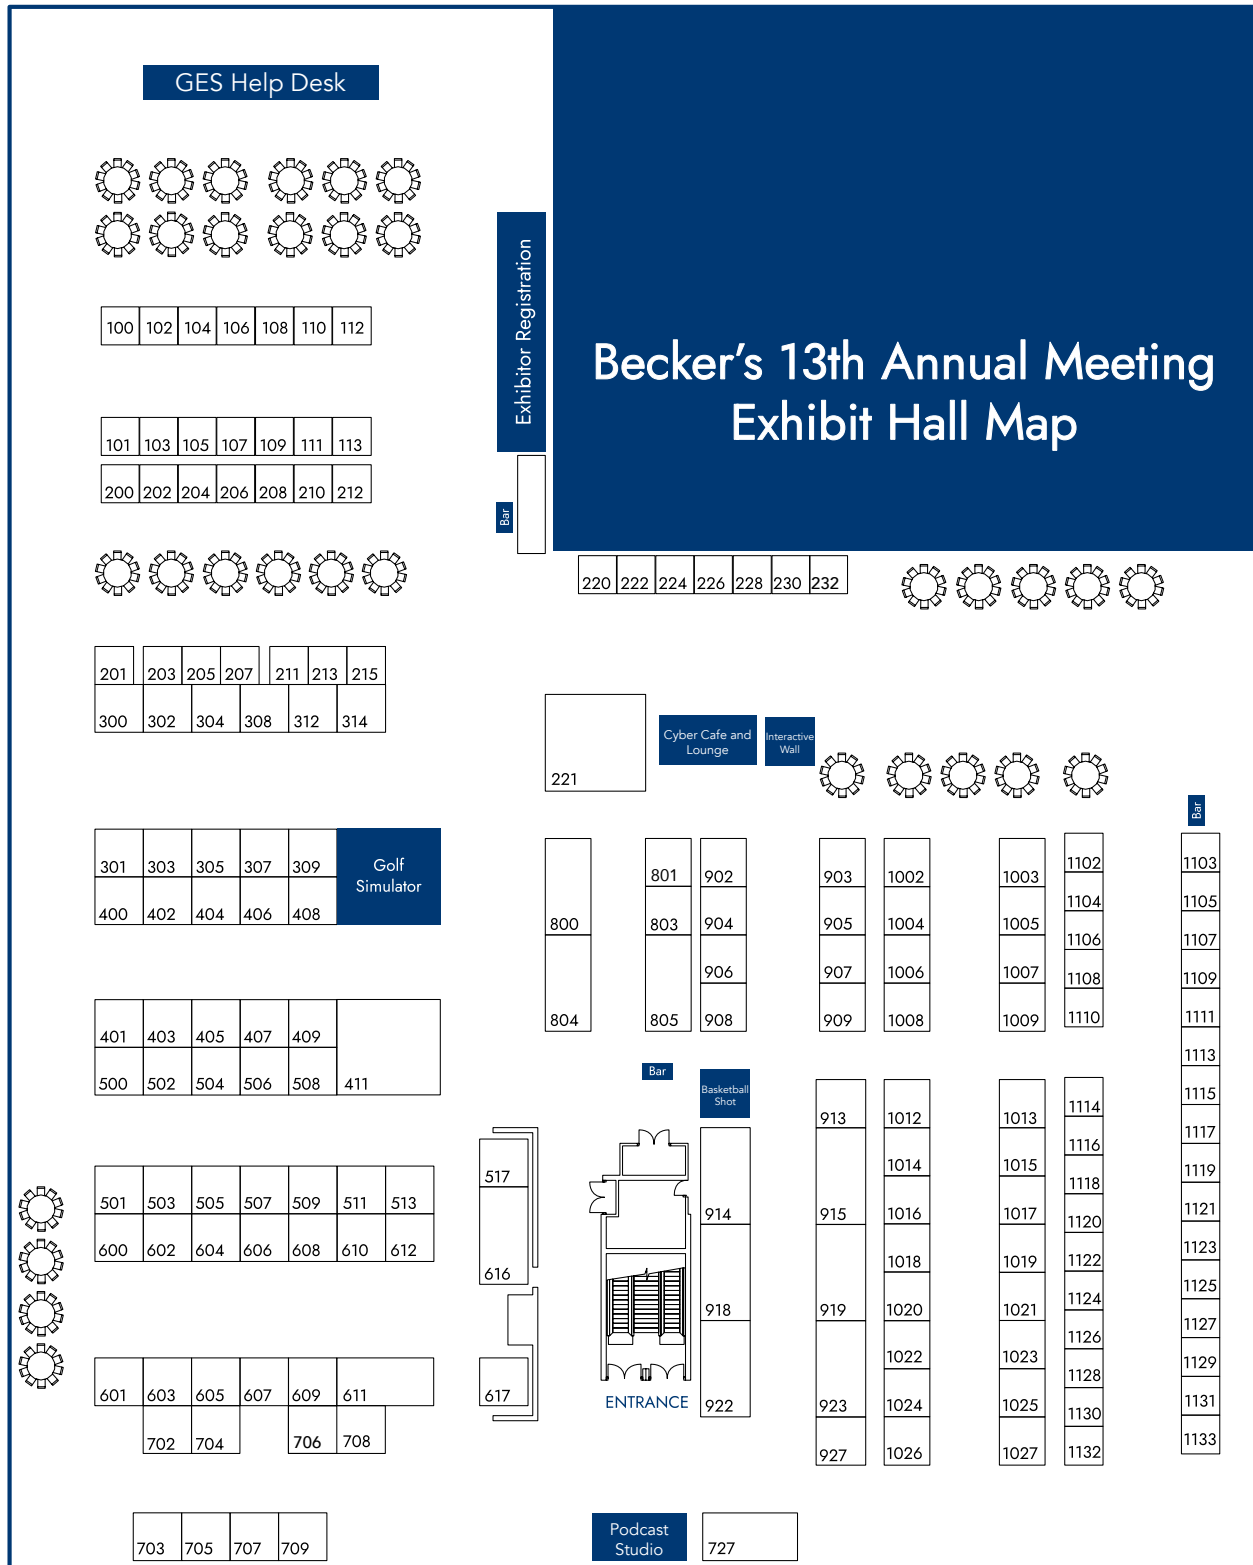 GES Help Desk
Exhibitor Registration
Becker's 13th Annual Meeting
Exhibit Hall Map
100 102 104 106 108 110 112
101 103 105 107 109 111 113
200 202 204 206 208 210 212
Bar
220 222 224 226 228 230 232
201 203 205 207 211 213 215
300 302 304 308 312 314
221
Cyber Cafe and
Lounge
Interactive
Wall
Bar
301 303 305 307 309
Golf
Simulator
400 402 404 406 408
800
804
801
803
805
902
904
906
908
903
905
907
909
1002
1004
1006
1008
1003
1005
1007
1009
1102
1104
1106
1108
1110
1103
1105
1107
1109
1111
1113
1115
1117
1119
1121
1123
1125
1127
1129
1131
1133
401 403 405 407 409
500 502 504 506 508 411
Bar
Basketball
Shot
501 503 505 507 509 511 513
600 602 604 606 608 610 612
517
616
617
914
918
922
913
915
919
923
927
1012
1014
1016
1018
1020
1022
1024
1026
1013
1015
1017
1019
1021
1023
1025
1027
1114
1116
1118
1120
1122
1124
1126
1128
1130
1132
ENTRANCE
601 603 605 607 609 611
702 704 706 708
703 705 707 709
Podcast
Studio
727